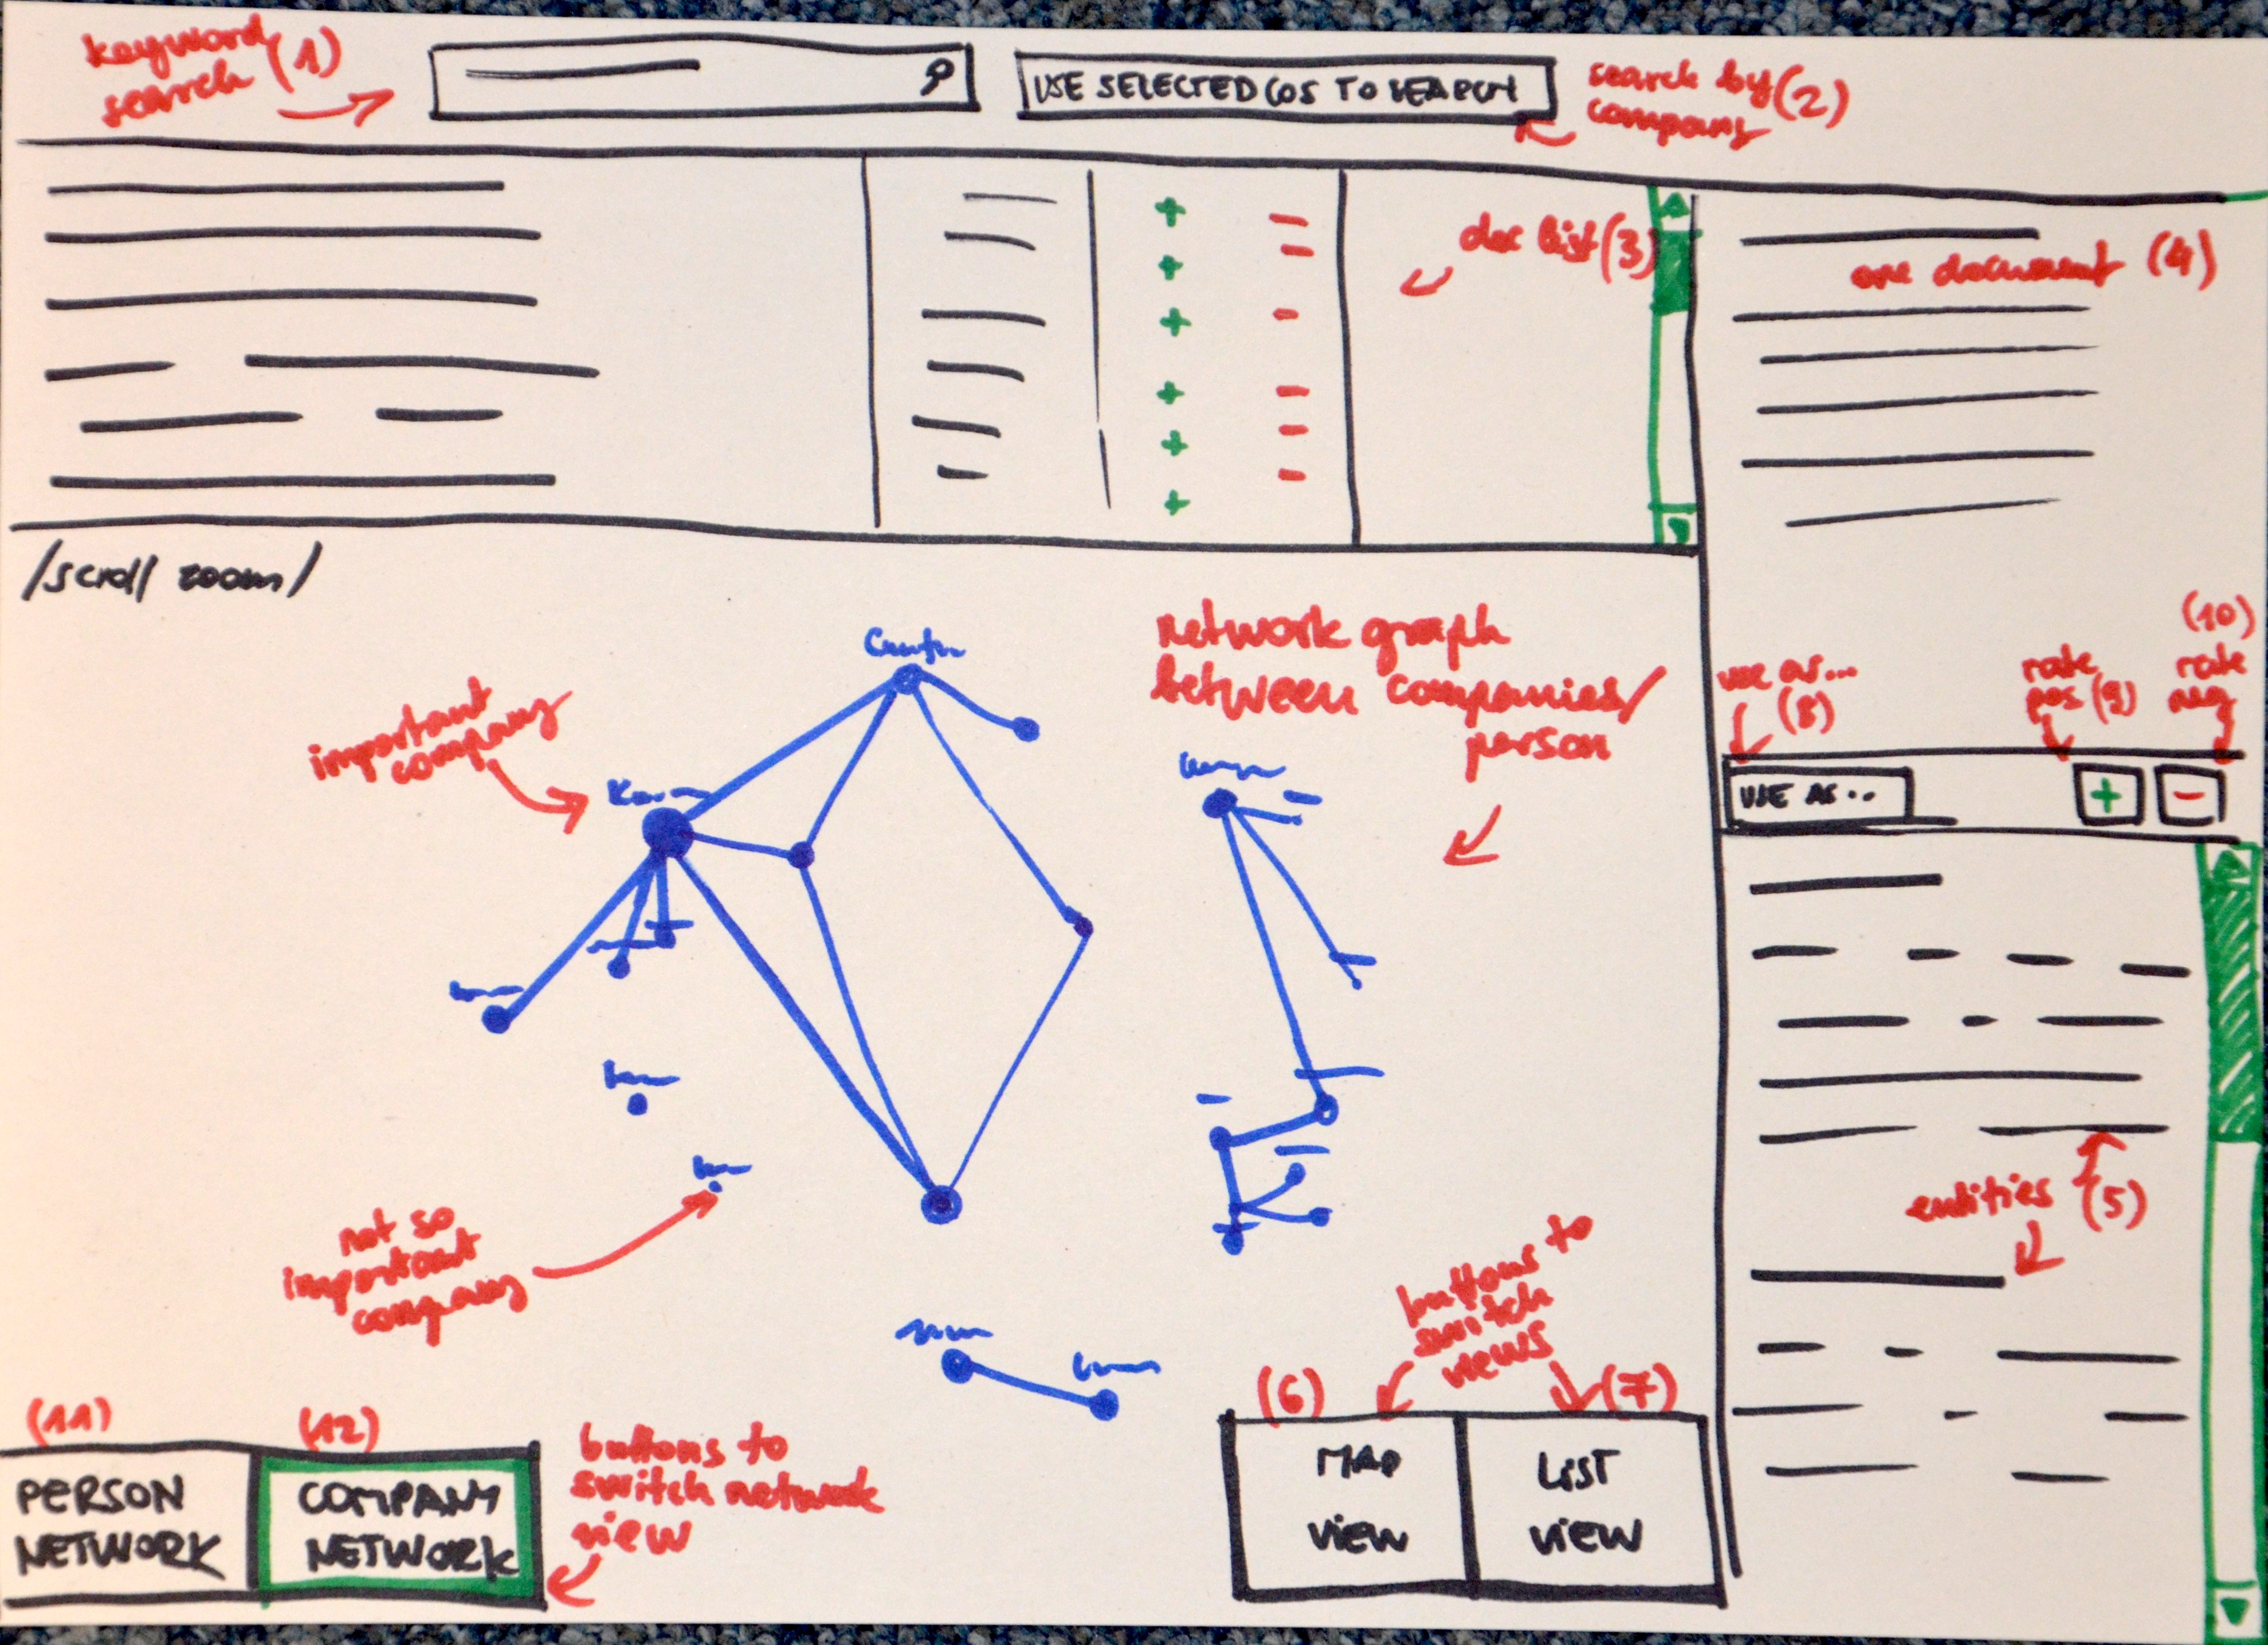 keyword
search (1)
USE SELECTED COS TO SEARCH
search by (2)
company
doc list (3)
one document (4)
/scroll zoom/
important
company
network graph
between companies/
person
use as...
(8)
rate
pos (9)
(10)
rate
neg
USE AS..
+
-
entities (5)
not so
important
company
buttons to
switch
views
(6)
(7)
MAP
VIEW
LIST
VIEW
(11)
(12)
PERSON
NETWORK
COMPANY
NETWORK
buttons to
switch network
view